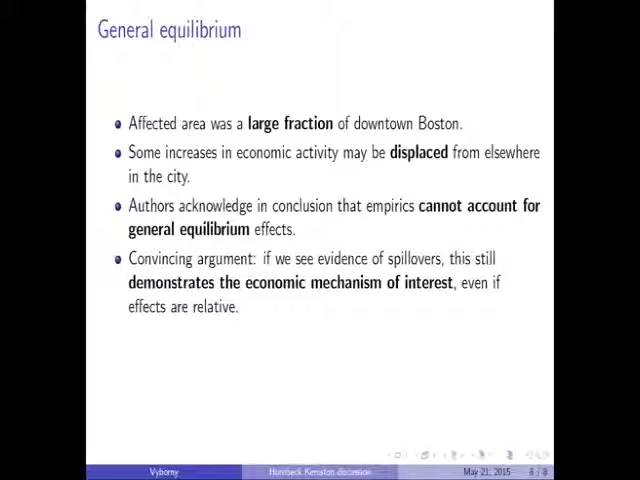 General equilibrium
Affected area was a large fraction of downtown Boston.
Some increases in economic activity may be displaced from elsewhere
in the city.
Authors acknowledge in conclusion that empirics cannot account for
general equilibrium effects.
Convincing argument: if we see evidence of spillovers, this still
demonstrates the economic mechanism of interest, even if
effects are relative.
Vyborny
Hornbeck Keniston discussion
May 21, 2015
8 / 8